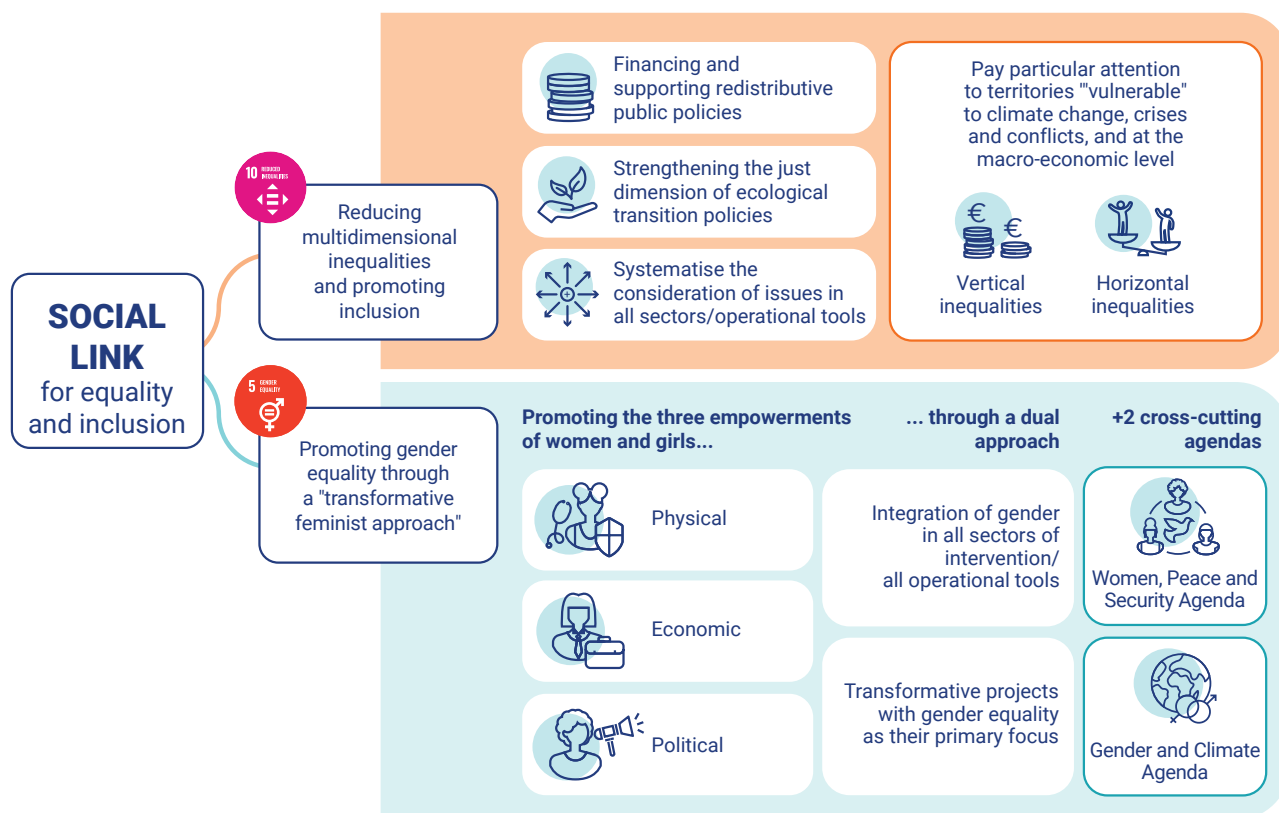 SOCIAL
LINK
for equality
and inclusion
10 REDUCED
INEQUALITIES
Reducing
multidimensional
inequalities
and promoting
inclusion
Financing and
supporting redistributive
public policies
Strengthening the just
dimension of ecological
transition policies
Systematise the
consideration of issues in
all sectors/operational tools
Pay particular attention
to territories '"vulnerable"
to climate change, crises
and conflicts, and at the
macro-economic level
€
€
Vertical
inequalities
Horizontal
inequalities
5 GENDER
EQUALITY
Promoting gender
equality through
a "transformative
feminist approach"
Promoting the three empowerments
of women and girls...
Physical
Economic
Political
... through a dual
approach
Integration of gender
in all sectors of
intervention/
all operational tools
Transformative projects
with gender equality
as their primary focus
+2 cross-cutting
agendas
Women, Peace and
Security Agenda
Gender and Climate
Agenda